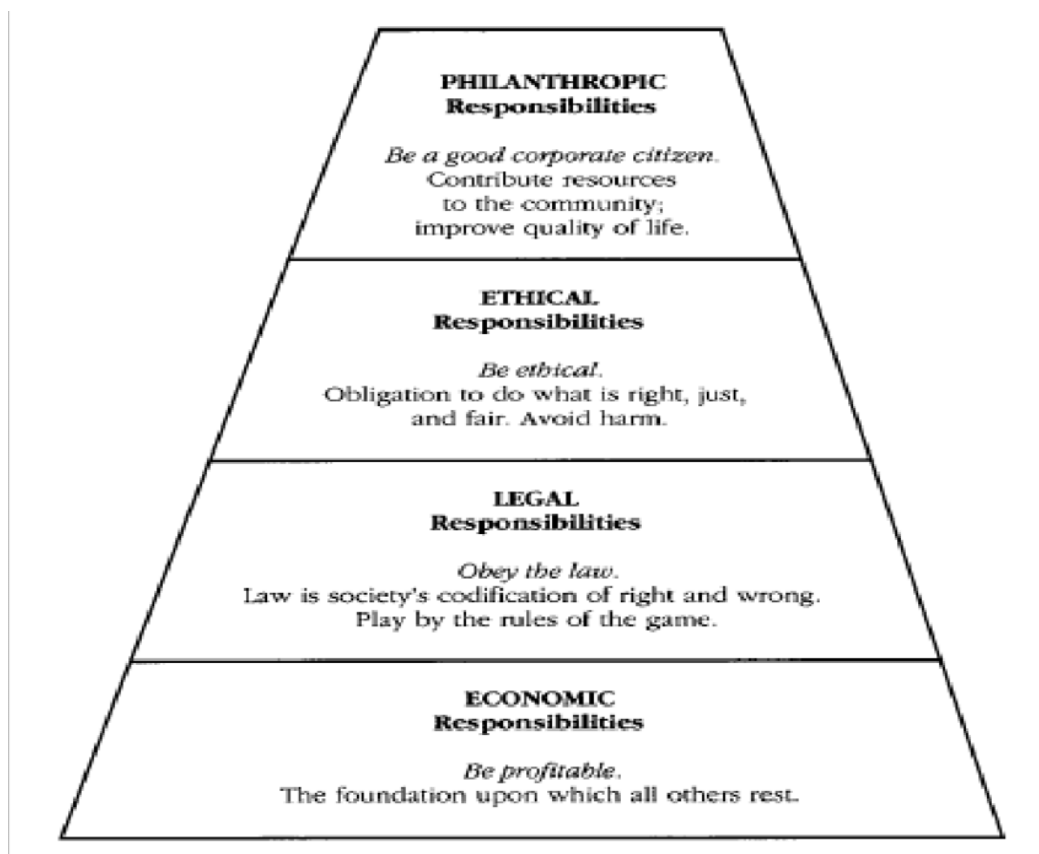 PHILANTHROPIC
Responsibilities
Be a good corporate citizen.
Contribute resources
to the community;
improve quality of life.
ETHICAL
Responsibilities
Be ethical.
Obligation to do what is right, just,
and fair. Avoid harm.
LEGAL
Responsibilities
Obey the law.
Law is society's codification of right and wrong.
Play by the rules of the game.
ECONOMIC
Responsibilities
Be profitable.
The foundation upon which all others rest.